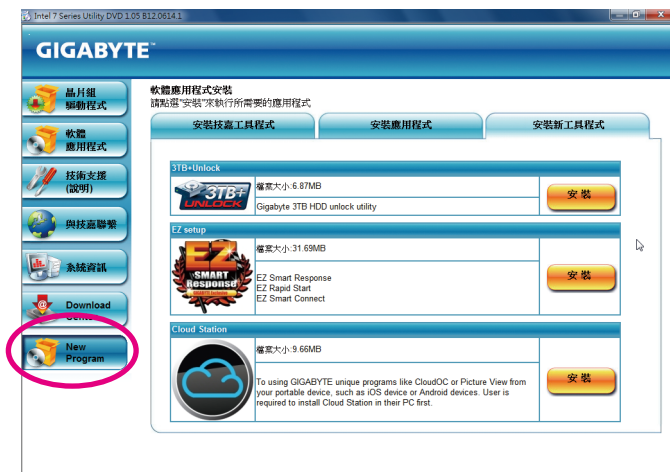 Intel 7 Series Utility DVD 1.05 B12.0614.1
GIGABYTE™
晶片組
驅動程式
軟體
應用程式
技術支援
(說明)
與技嘉聯繫
系統資訊
Download
Center
New
Program
軟體應用程式安裝
請點選"安裝"來執行所需要的應用程式
安裝技嘉工具程式
安裝應用程式
安裝新工具程式
3TB+Unlock
3TB+
UNLOCK
檔案大小:6.87MB
Gigabyte 3TB HDD unlock utility
安裝
EZ setup
EZ
SMART
Response
檔案大小:31.69MB
EZ Smart Response
EZ Rapid Start
EZ Smart Connect
安裝
Cloud Station
檔案大小:9.66MB
To using GIGABYTE unique programs like CloudOC or Picture View from
your portable device, such as iOS device or Android devices. User is
required to install Cloud Station in their PC first.
安裝